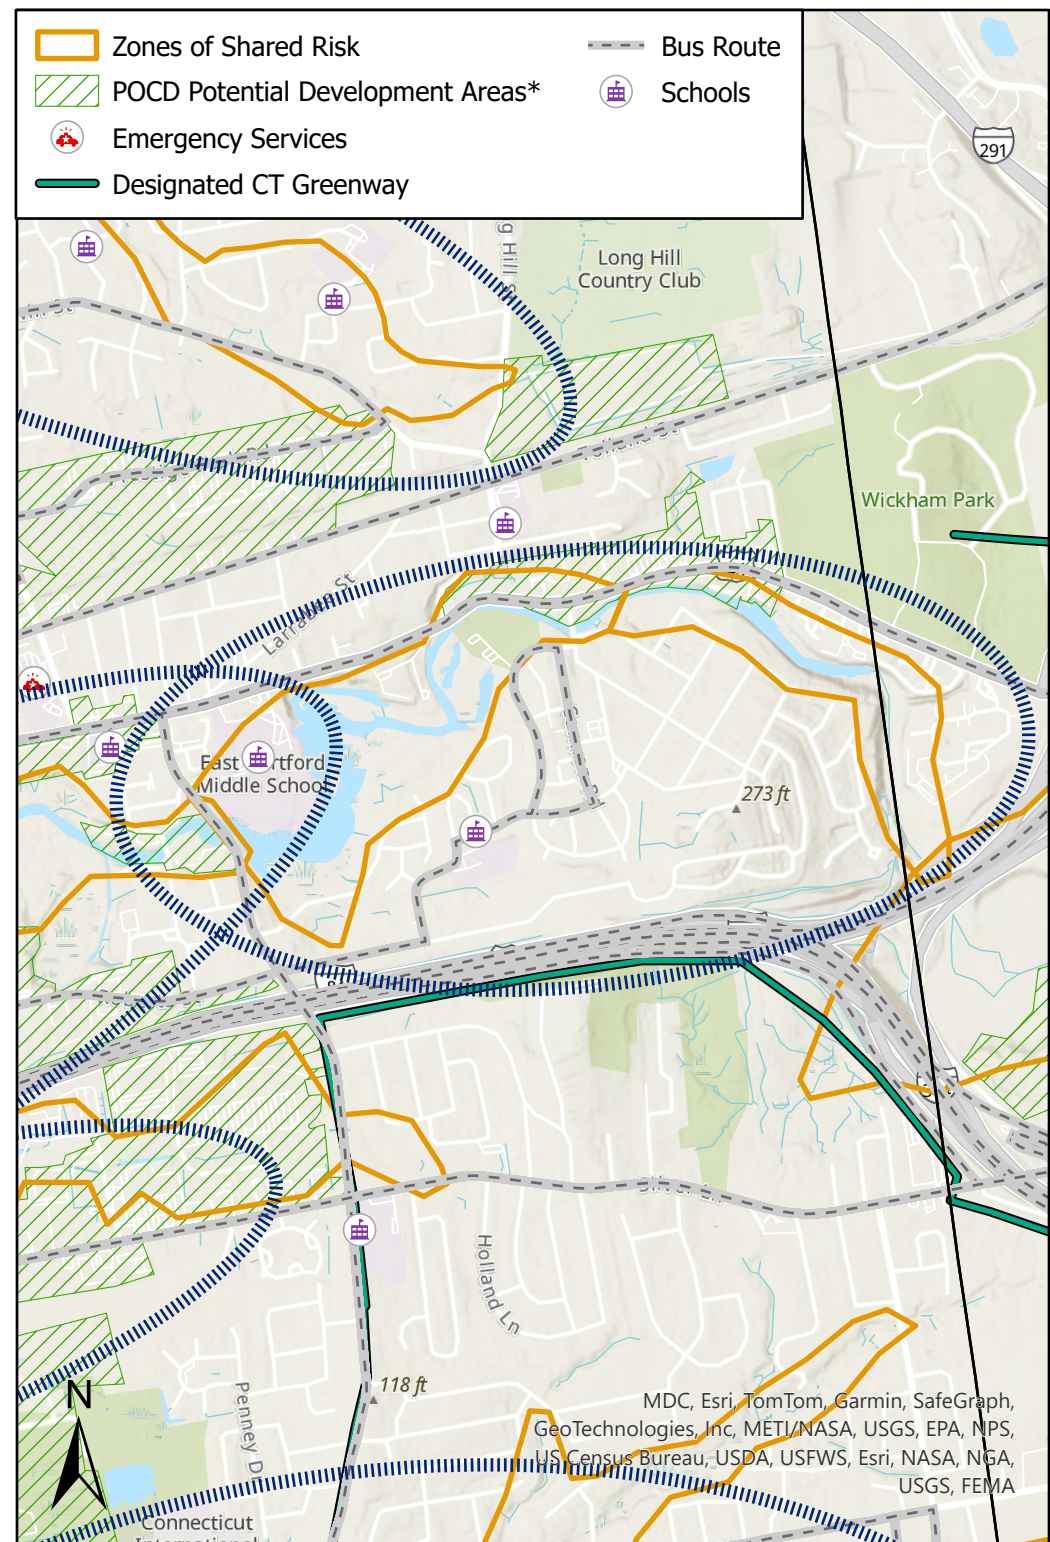 Zones of Shared Risk
POCD Potential Development Areas*
Emergency Services
Designated CT Greenway
Bus Route
Schools
291
Long Hill
Country Club
Wickham Park
Larrabee St
East
Middle School
273 ft
Silver Ln
Holland Ln
118 ft
Penney Dr
N
MDC, Esri, TomTom, Garmin, SafeGraph,
GeoTechnologies, Inc, METI/NASA, USGS, EPA, NPS,
US Census Bureau, USDA, USFWS, Esri, NASA, NGA,
USGS, FEMA
Connecticut